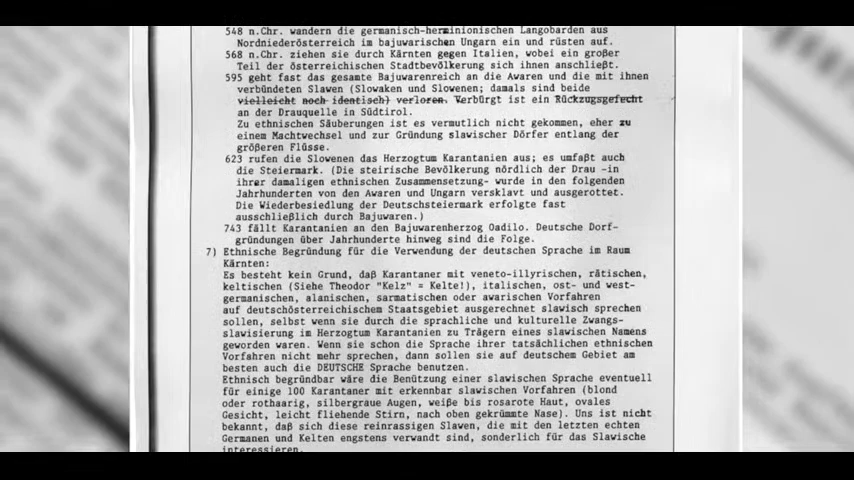 548 n.Chr. wandern die germanisch-herminionischen Langobarden aus
Nordniederösterreich im bajuwarischen Ungarn ein und rüsten auf.
568 n.Chr. ziehen sie durch Kärnten gegen Italien, wobei ein großer
Teil der österreichischen Stadtbevölkerung sich ihnen anschließt.
595 geht fast das gesamte Bajuwarenreich an die Awaren und die mit ihnen
verbündeten Slawen (Slowaken und Slowenen; damals sind beide
vielleicht noch identisch) verloren. Verbürgt ist ein Rückzugsgefecht
an der Drauquelle in Südtirol.
Zu ethnischen Säuberungen ist es vermutlich nicht gekommen, eher zu
einem Machtwechsel und zur Gründung slawischer Dörfer entlang der
größeren Flüsse.
623 rufen die Slowenen das Herzogtum Karantanien aus; es umfaßt auch
die Steiermark. (Die steirische Bevölkerung nördlich der Drau -in
ihrer damaligen ethnischen Zusammensetzung- wurde in den folgenden
Jahrhunderten von den Awaren und Ungarn versklavt und ausgerottet.
Die Wiederbesiedlung der Deutschsteiermark erfolgte fast
ausschließlich durch Bajuwaren.)
743 fällt Karantanien an den Bajuwarenherzog Oadilo. Deutsche Dorf-
gründungen über Jahrhunderte hinweg sind die Folge.
7) Ethnische Begründung für die Verwendung der deutschen Sprache im Raum
Kärnten:
Es besteht kein Grund, daß Karantaner mit veneto-illyrischen, rätischen,
keltischen (Siehe Theodor "Kelz" = Kelte!), italischen, ost- und west-
germanischen, alanischen, sarmatischen oder awarischen Vorfahren
auf deutschösterreichischem Staatsgebiet ausgerechnet slawisch sprechen
sollen, selbst wenn sie durch die sprachliche und kulturelle Zwangs-
slawisierung im Herzogtum Karantanien zu Trägern eines slawischen Namens
geworden waren. Wenn sie schon die Sprache ihrer tatsächlichen ethnischen
Vorfahren nicht mehr sprechen, dann sollen sie auf deutschem Gebiet am
besten auch die DEUTSCHE Sprache benutzen.
Ethnisch begründbar wäre die Benützung einer slawischen Sprache eventuell
für einige 100 Karantaner mit erkennbar slawischen Vorfahren (blond
oder rothaarig, silbergraue Augen, weiße bis rosarote Haut, ovales
Gesicht, leicht fliehende Stirn, nach oben gekrümmte Nase). Uns ist nicht
bekannt, daß sich diese reinrassigen Slaven, die mit den letzten echten
Germanen und Kelten engstens verwandt sind, sonderlich für das Slawische
interessieren.